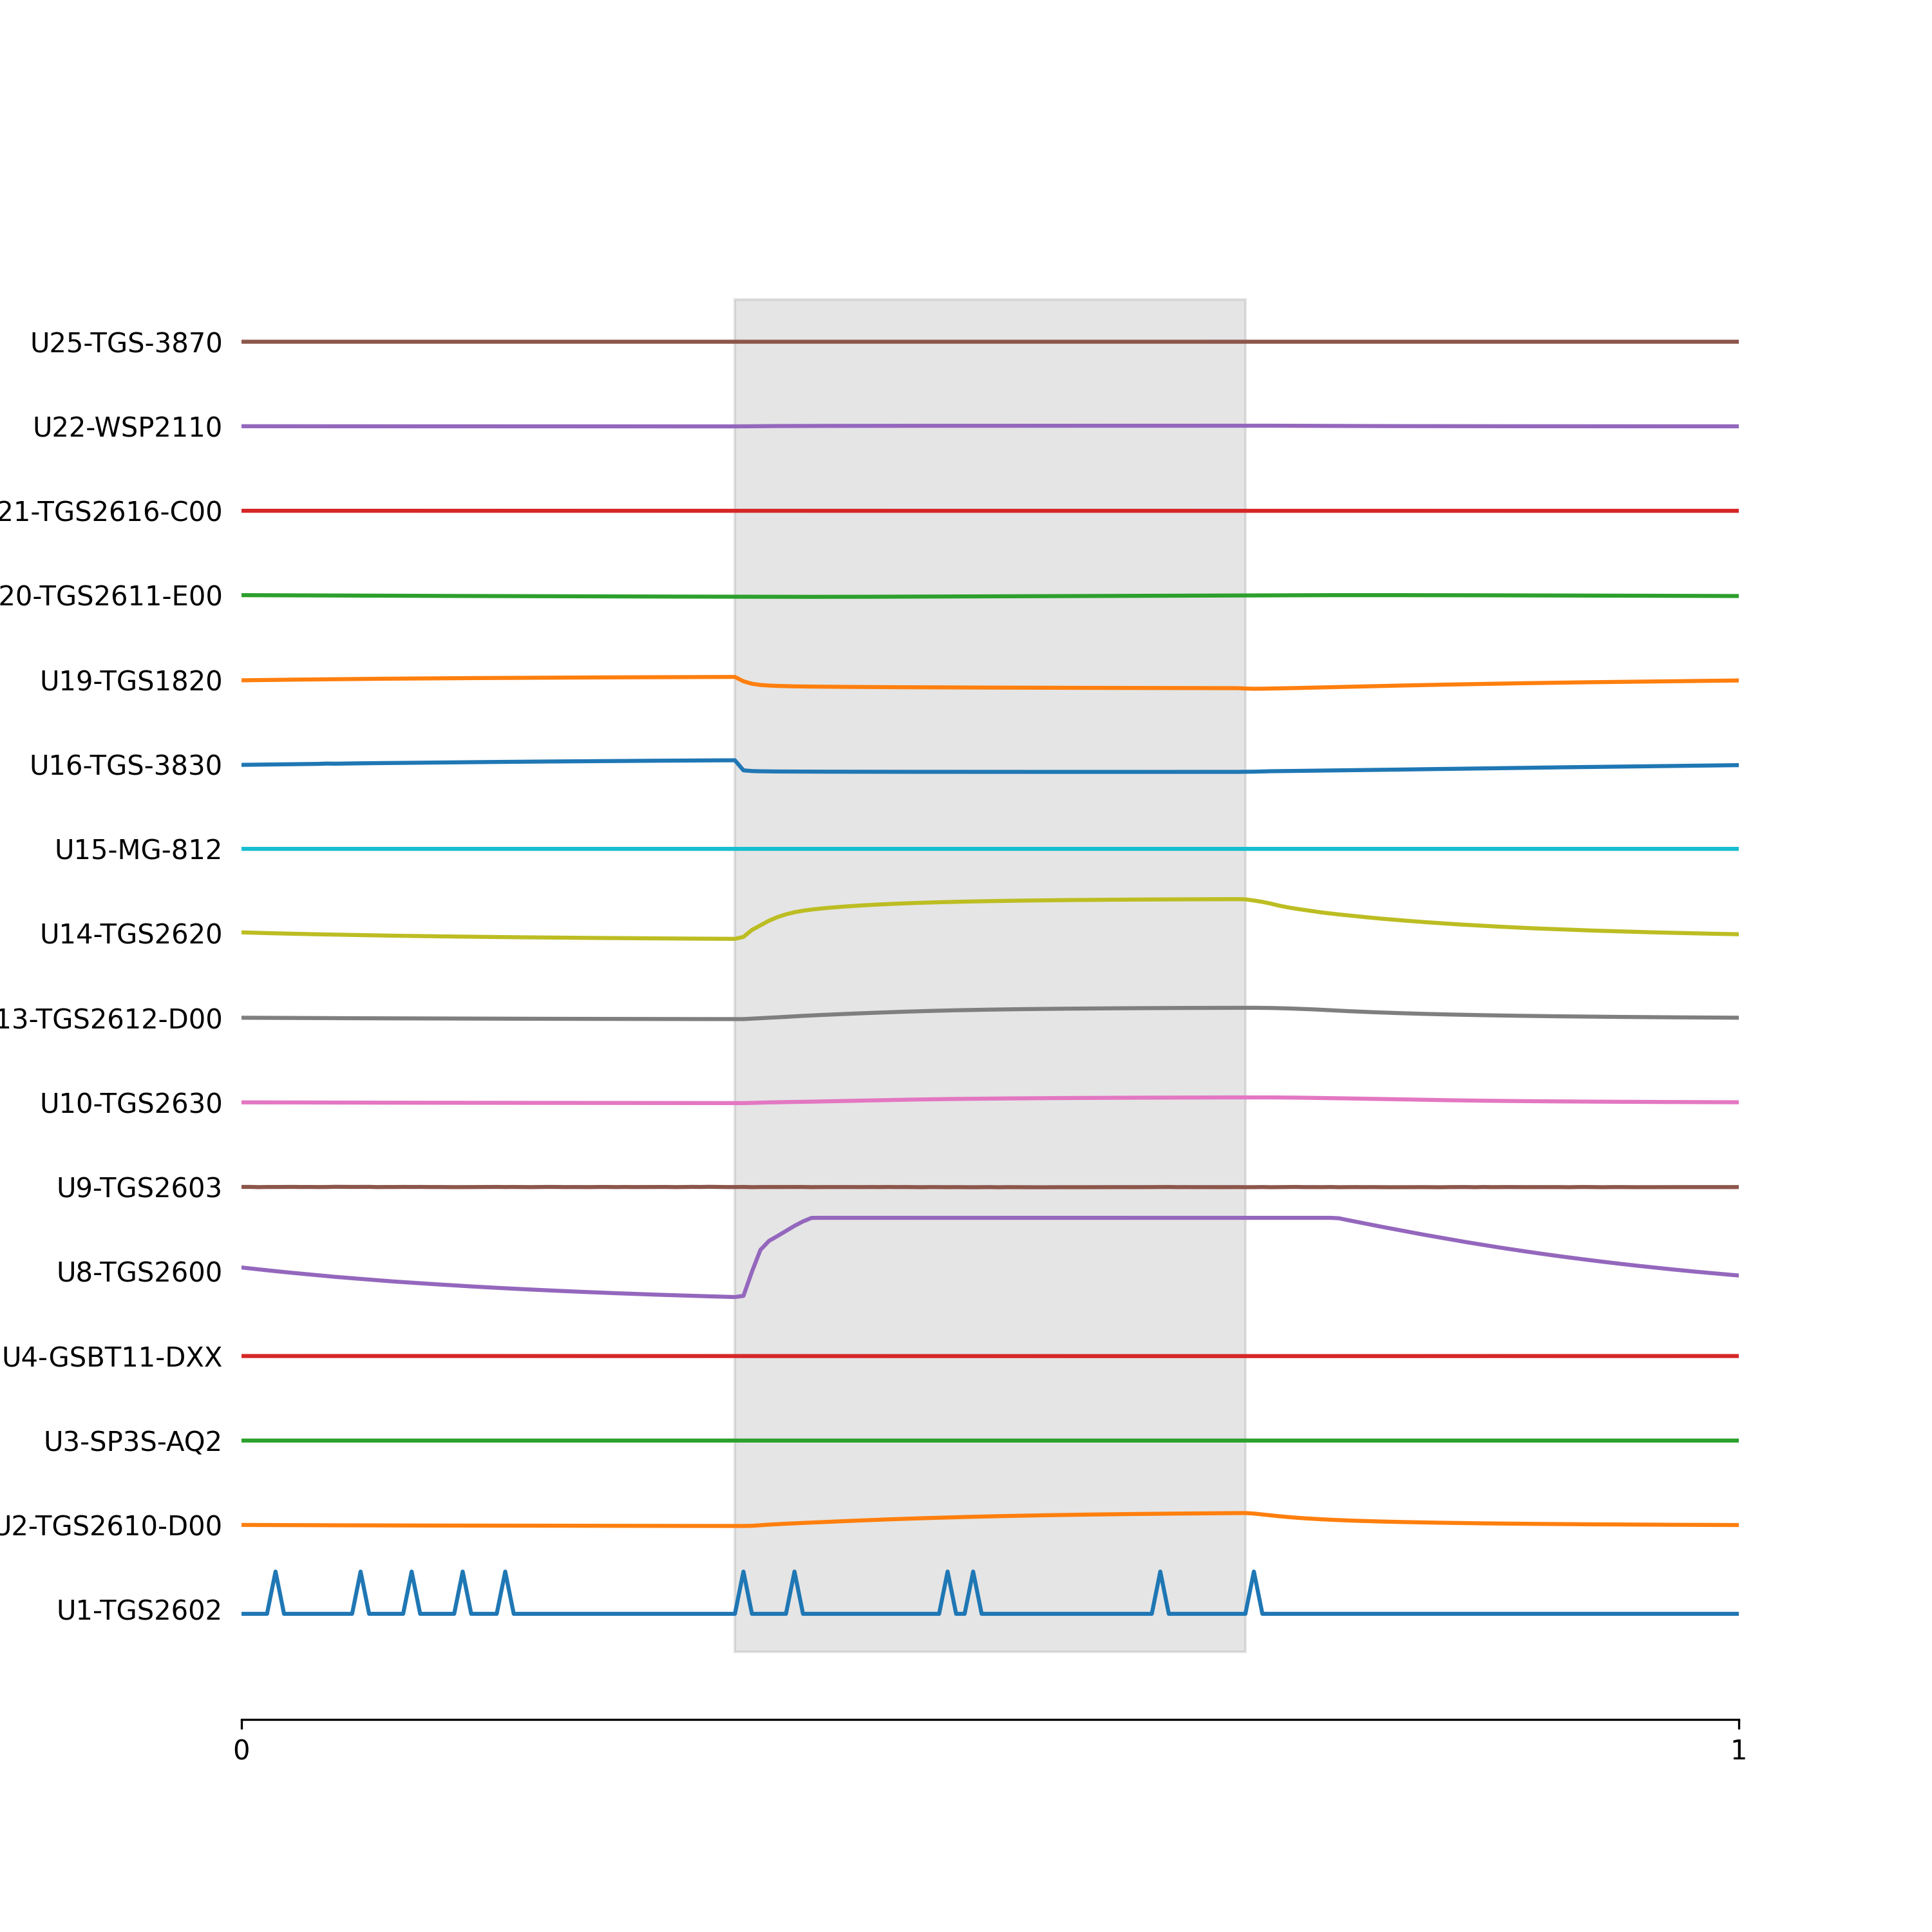 U25-TGS-3870
U22-WSP2110
21-TGS2616-C00
20-TGS2611-E00
U19-TGS1820
U16-TGS-3830
U15-MG-812
U14-TGS2620
13-TGS2612-D00
U10-TGS2630
U9-TGS2603
U8-TGS2600
U4-GSBT11-DXX
U3-SP3S-AQ2
U2-TGS2610-D00
U1-TGS2602
0 1